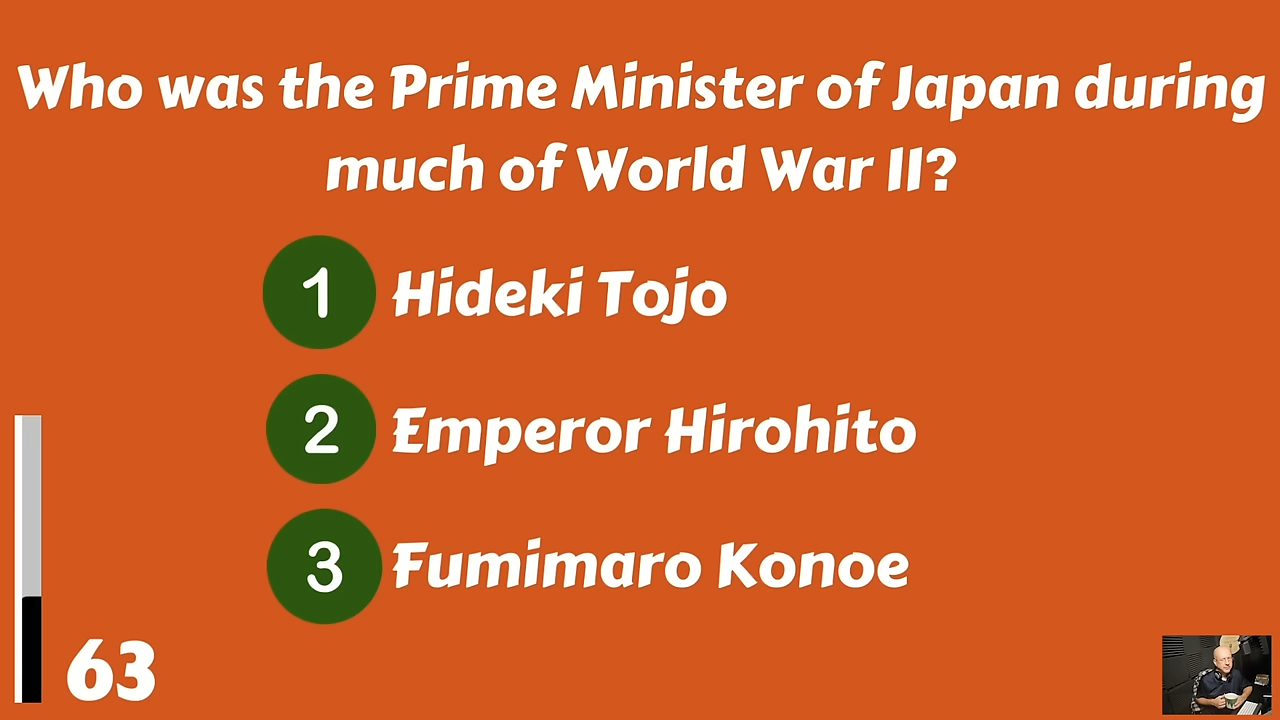 Who was the Prime Minister of Japan during
much of World War II?
1 Hideki Tojo
2 Emperor Hirohito
3 Fumimaro Konoe
63